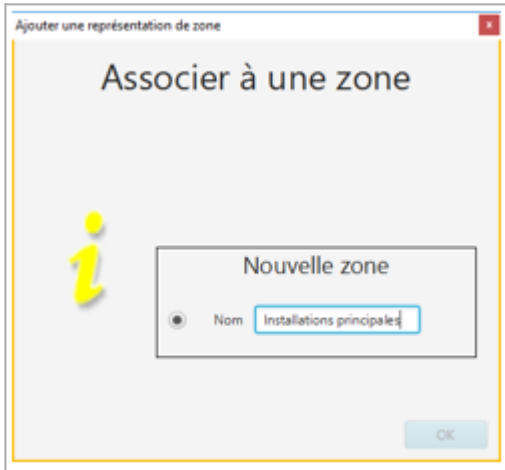 Ajouter une représentation de zone
x
Associer à une zone
Nouvelle zone
Nom Installations principales
OK